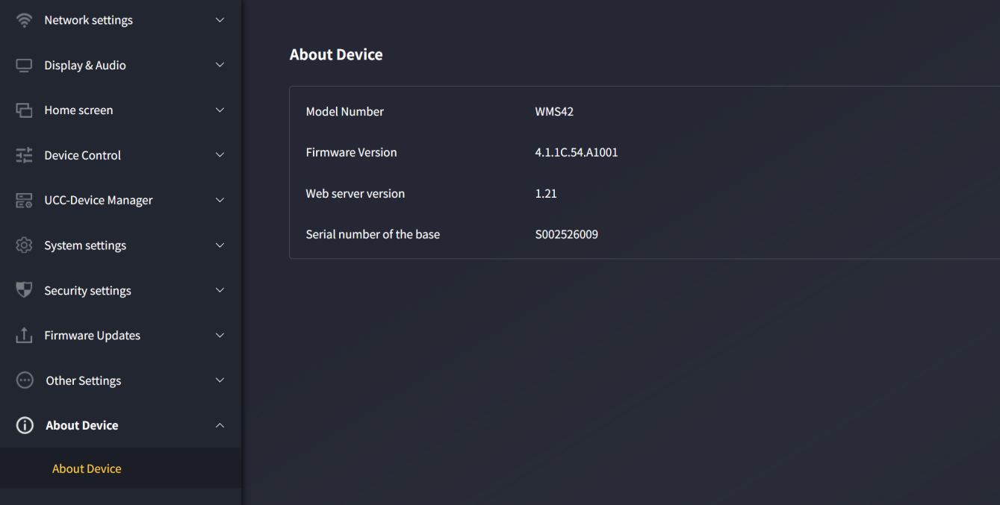 Network settings
Display & Audio
Home screen
Device Control
UCC-Device Manager
System settings
Security settings
Firmware Updates
Other Settings
About Device
About Device
About Device
Model Number WMS42
Firmware Version 4.1.1C.54.A1001
Web server version 1.21
Serial number of the base S002526009